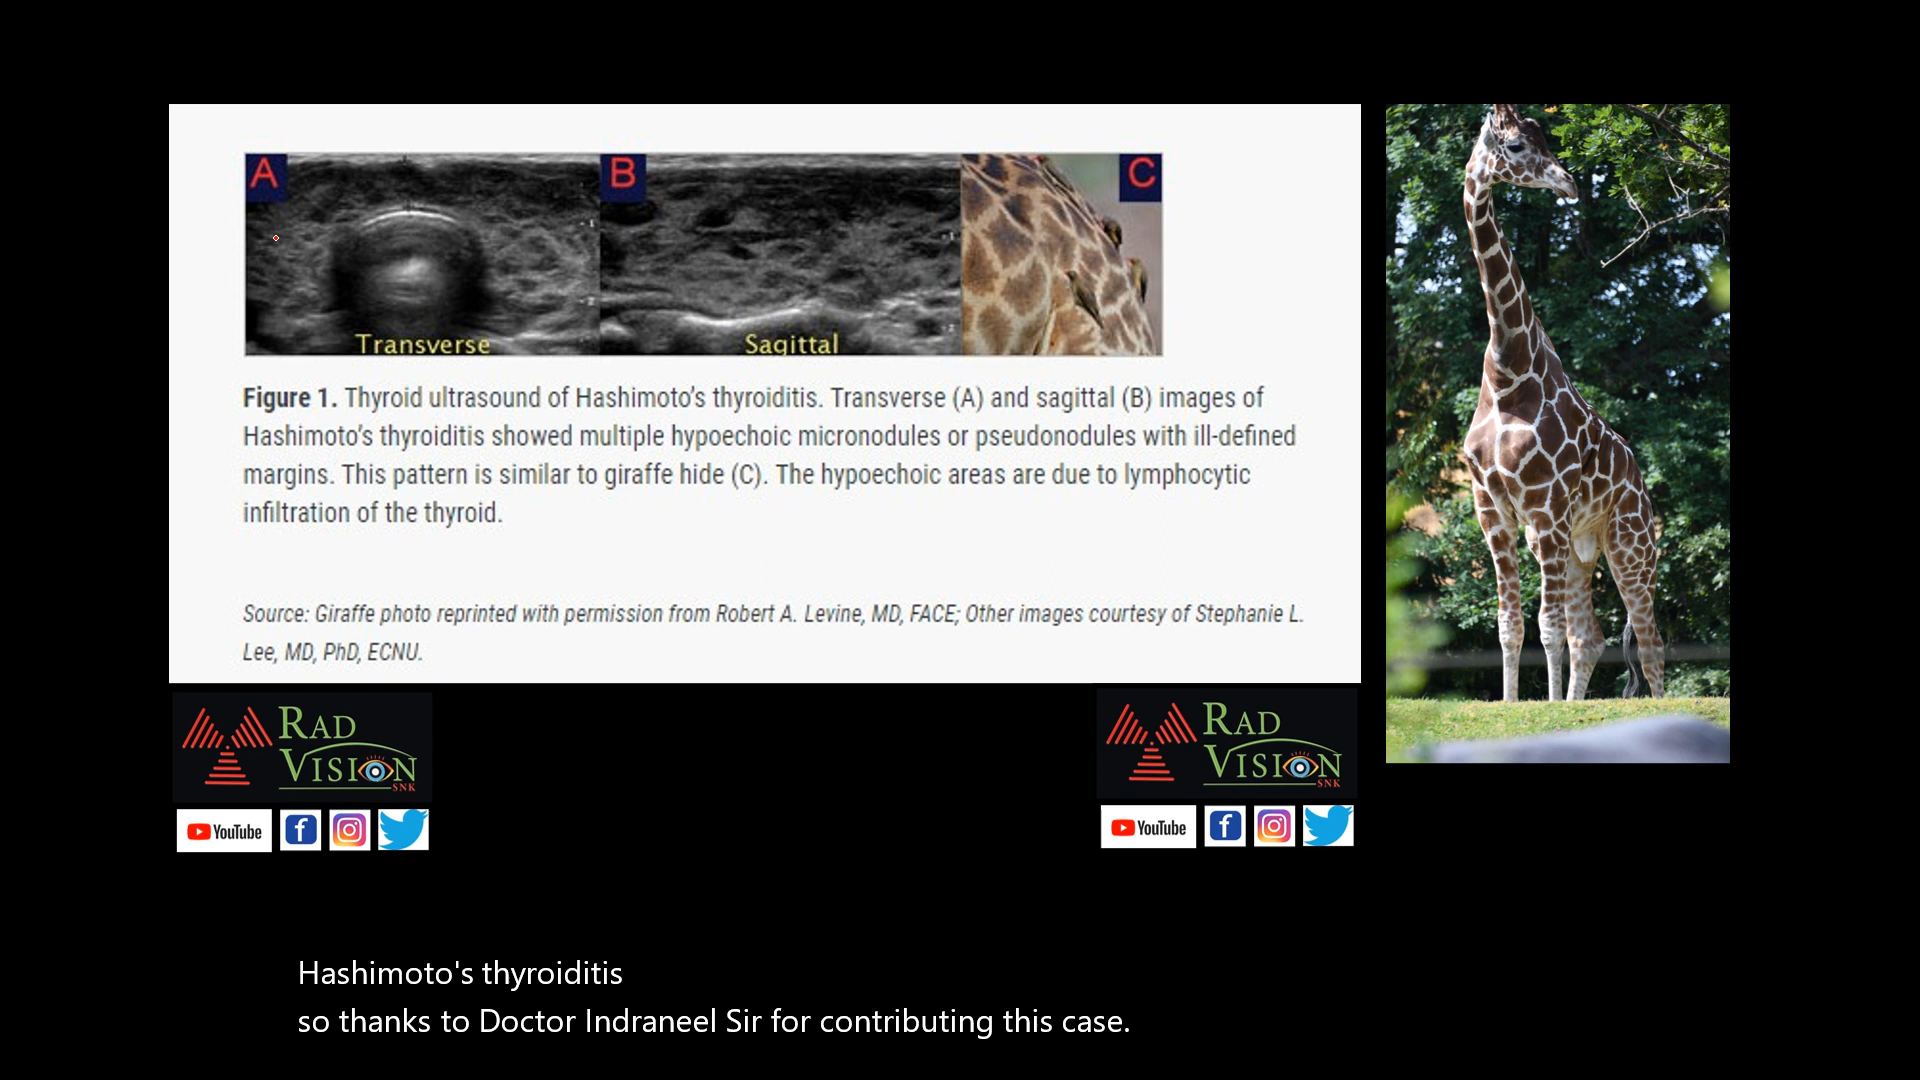 A
B
C
Transverse
Sagittal
Figure 1. Thyroid ultrasound of Hashimoto’s thyroiditis. Transverse (A) and sagittal (B) images of
Hashimoto’s thyroiditis showed multiple hypoechoic micronodules or pseudonodules with ill-defined
margins. This pattern is similar to giraffe hide (C). The hypoechoic areas are due to lymphocytic
infiltration of the thyroid.
Source: Giraffe photo reprinted with permission from Robert A. Levine, MD, FACE; Other images courtesy of Stephanie L.
Lee, MD, PhD, ECNU.
RAD
VISION
SNK
YouTube
RAD
VISION
SNK
YouTube
Hashimoto's thyroiditis
so thanks to Doctor Indraneel Sir for contributing this case.